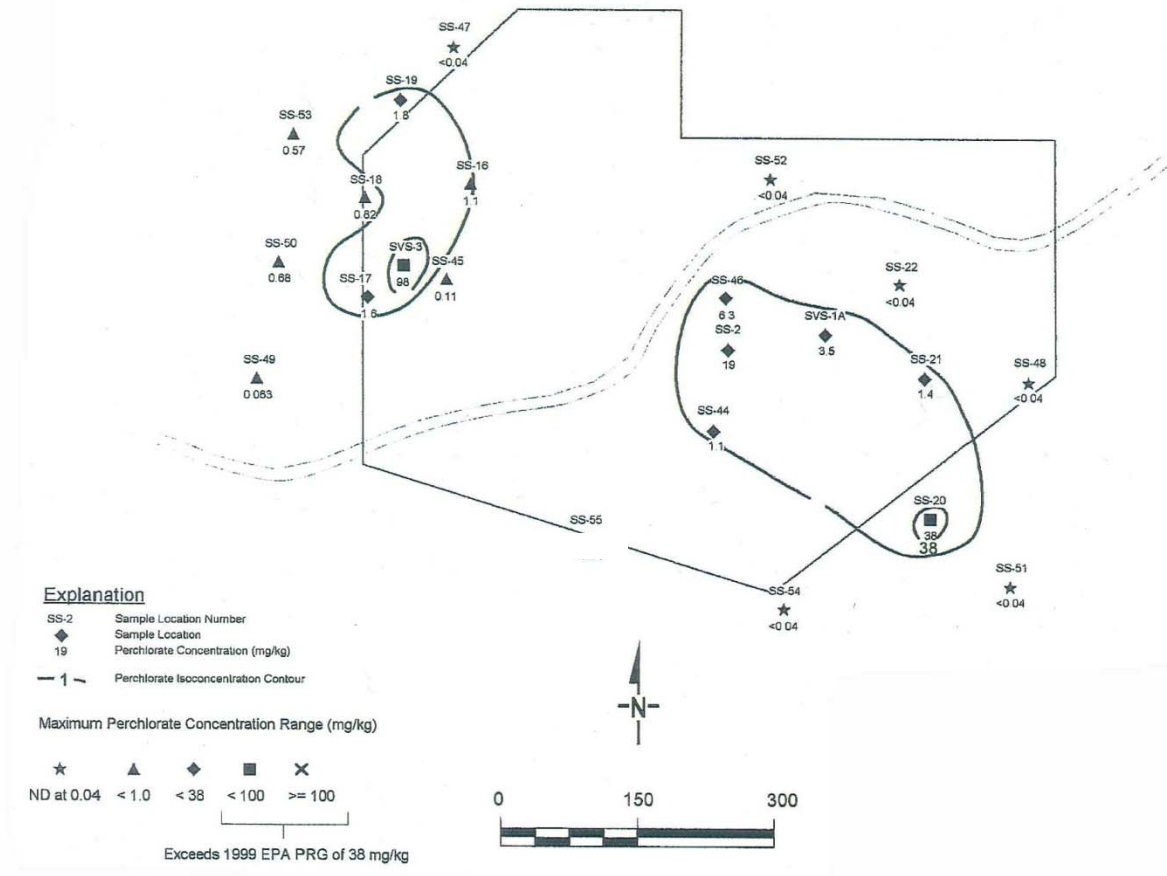 SS-47
<0.04
SS-19
1.8
SS-53
0.57
SS-52
<0.04
SS-16
1.1
SS-18
0.82
SVS-3
98
SS-50
0.68
SS-45
0.11
SS-17
1.6
SS-22
<0.04
SS-46
6.3
SVS-1A
3.5
SS-2
19
SS-49
0.063
SS-21
1.4
SS-48
<0.04
SS-44
1.1
SS-20
38
38
SS-55
SS-51
<0.04
SS-54
<0.04
Explanation
SS-2 Sample Location Number
Sample Location
19 Perchlorate Concentration (mg/kg)
1 Perchlorate Isoconcentration Contour
Maximum Perchlorate Concentration Range (mg/kg)
ND at 0.04 < 1.0 < 38 < 100 >= 100
Exceeds 1999 EPA PRG of 38 mg/kg
N
0 150 300